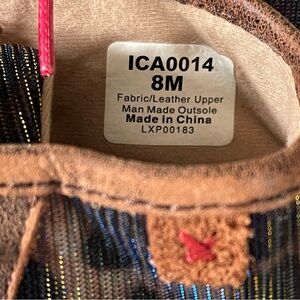 ICA0014
8M
Fabric/Leather Upper
Man Made Outsole
Made in China
LXP00183